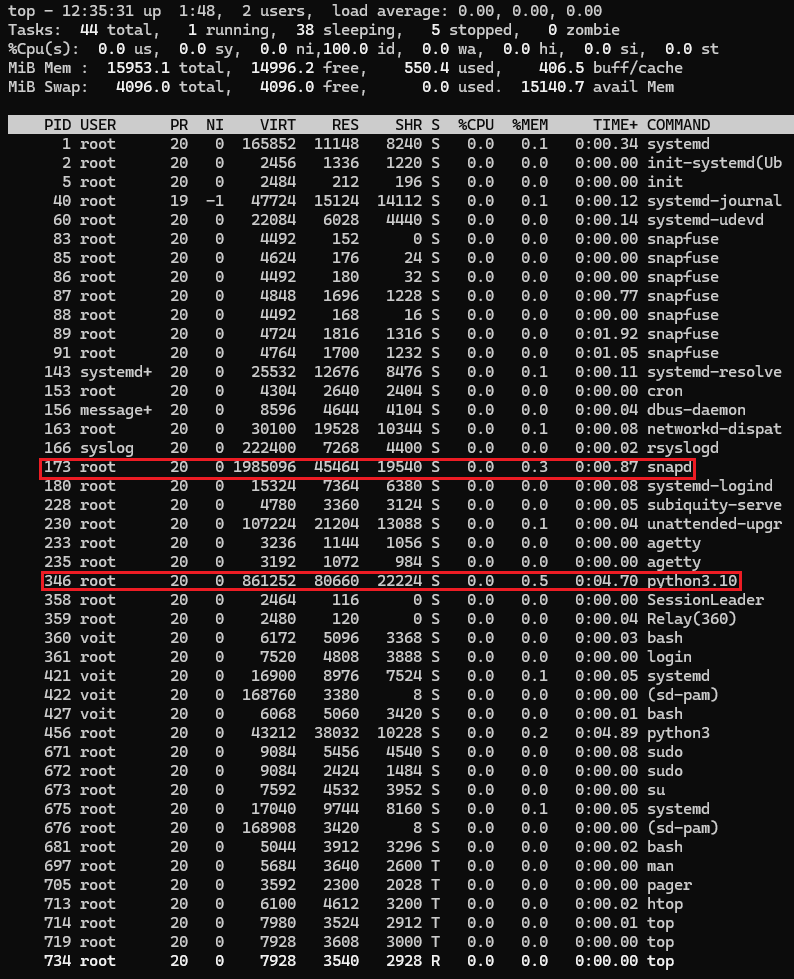 top - 12:35:31 up  1:48,  2 users,  load average: 0.00, 0.00, 0.00
Tasks:  44 total,   1 running,  38 sleeping,   5 stopped,   0 zombie
%Cpu(s):  0.0 us,  0.0 sy,  0.0 ni,100.0 id,  0.0 wa,  0.0 hi,  0.0 si,  0.0 st
MiB Mem :  15953.1 total,  14996.2 free,    550.4 used,    406.5 buff/cache
MiB Swap:   4096.0 total,   4096.0 free,      0.0 used.  15140.7 avail Mem
PID USER      PR  NI    VIRT    RES    SHR S  %CPU  %MEM     TIME+ COMMAND
1 root      20   0  165852  11148   8240 S   0.0   0.1   0:00.34 systemd
2 root      20   0    2456   1336   1220 S   0.0   0.0   0:00.00 init-systemd(Ub
5 root      20   0    2484    212    196 S   0.0   0.0   0:00.00 init
40 root      19  -1   47724  15124  14112 S   0.0   0.1   0:00.12 systemd-journal
60 root      20   0   22084   6028   4440 S   0.0   0.0   0:00.14 systemd-udevd
83 root      20   0    4492    152      0 S   0.0   0.0   0:00.00 snapfuse
85 root      20   0    4624    176     24 S   0.0   0.0   0:00.00 snapfuse
86 root      20   0    4492    180     32 S   0.0   0.0   0:00.00 snapfuse
87 root      20   0    4848   1696   1228 S   0.0   0.0   0:00.77 snapfuse
88 root      20   0    4492    168     16 S   0.0   0.0   0:00.00 snapfuse
89 root      20   0    4724   1816   1316 S   0.0   0.0   0:01.92 snapfuse
91 root      20   0    4764   1700   1232 S   0.0   0.0   0:01.05 snapfuse
143 systemd+  20   0   25532  12676   8476 S   0.0   0.1   0:00.11 systemd-resolve
153 root      20   0    4304   2640   2404 S   0.0   0.0   0:00.00 cron
156 message+  20   0    8596   4644   4104 S   0.0   0.0   0:00.04 dbus-daemon
163 root      20   0   30100  19528  10344 S   0.0   0.1   0:00.08 networkd-dispat
166 syslog    20   0  222400   7268   4400 S   0.0   0.0   0:00.02 rsyslogd
173 root      20   0 1985096  45464  19540 S   0.0   0.3   0:00.87 snapd
180 root      20   0   15324   7364   6380 S   0.0   0.0   0:00.08 systemd-logind
228 root      20   0    4780   3360   3124 S   0.0   0.0   0:00.05 subiquity-serve
230 root      20   0  107224  21204  13088 S   0.0   0.1   0:00.04 unattended-upgr
233 root      20   0    3236   1144   1056 S   0.0   0.0   0:00.00 agetty
235 root      20   0    3192   1072    984 S   0.0   0.0   0:00.00 agetty
346 root      20   0  861252  80660  22224 S   0.0   0.5   0:04.70 python3.10
358 root      20   0    2464    116      0 S   0.0   0.0   0:00.00 SessionLeader
359 root      20   0    2480    120      0 S   0.0   0.0   0:00.04 Relay(360)
360 voit      20   0    6172   5096   3368 S   0.0   0.0   0:00.03 bash
361 root      20   0    7520   4808   3888 S   0.0   0.0   0:00.00 login
421 voit      20   0   16900   8976   7524 S   0.0   0.1   0:00.05 systemd
422 voit      20   0  168760   3380      8 S   0.0   0.0   0:00.00 (sd-pam)
427 voit      20   0    6068   5060   3420 S   0.0   0.0   0:00.01 bash
456 root      20   0   43212  38032  10228 S   0.0   0.2   0:04.89 python3
671 root      20   0    9084   5456   4540 S   0.0   0.0   0:00.08 sudo
672 root      20   0    9084   2424   1484 S   0.0   0.0   0:00.00 sudo
673 root      20   0    7592   4532   3952 S   0.0   0.0   0:00.00 su
675 root      20   0   17040   9744   8160 S   0.0   0.1   0:00.05 systemd
676 root      20   0  168908   3420      8 S   0.0   0.0   0:00.00 (sd-pam)
681 root      20   0    5044   3912   3296 S   0.0   0.0   0:00.02 bash
697 root      20   0    5684   3640   2600 T   0.0   0.0   0:00.00 man
705 root      20   0    3592   2300   2028 T   0.0   0.0   0:00.00 pager
713 root      20   0    6100   4612   3200 T   0.0   0.0   0:00.02 htop
714 root      20   0    7980   3524   2912 T   0.0   0.0   0:00.01 top
719 root      20   0    7928   3608   3000 T   0.0   0.0   0:00.00 top
734 root      20   0    7928   3540   2928 R   0.0   0.0   0:00.00 top